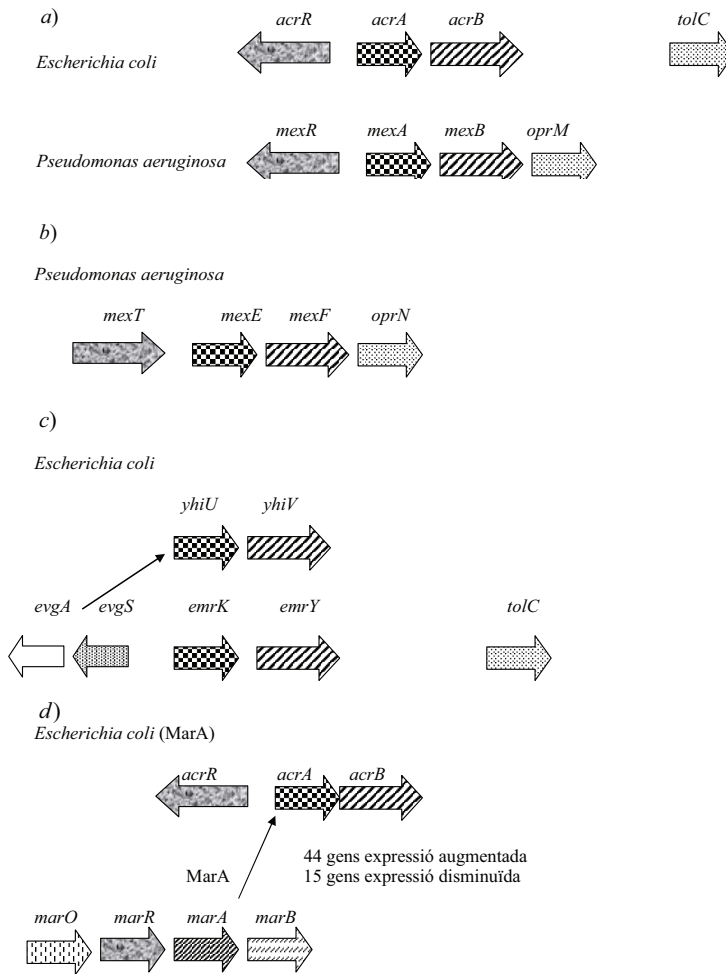 a)
acrR acrA acrB tolC
Escherichia coli
mexR mexA mexB oprM
Pseudomonas aeruginosa
b)
Pseudomonas aeruginosa
mexT mexE mexF oprN
c)
Escherichia coli
yhiU yhiV
evgA evgS emrK emrY tolC
d)
Escherichia coli (MarA)
acrR acrA acrB
44 gens expressió augmentada
MarA 15 gens expressió disminuïda
marO marR marA marB